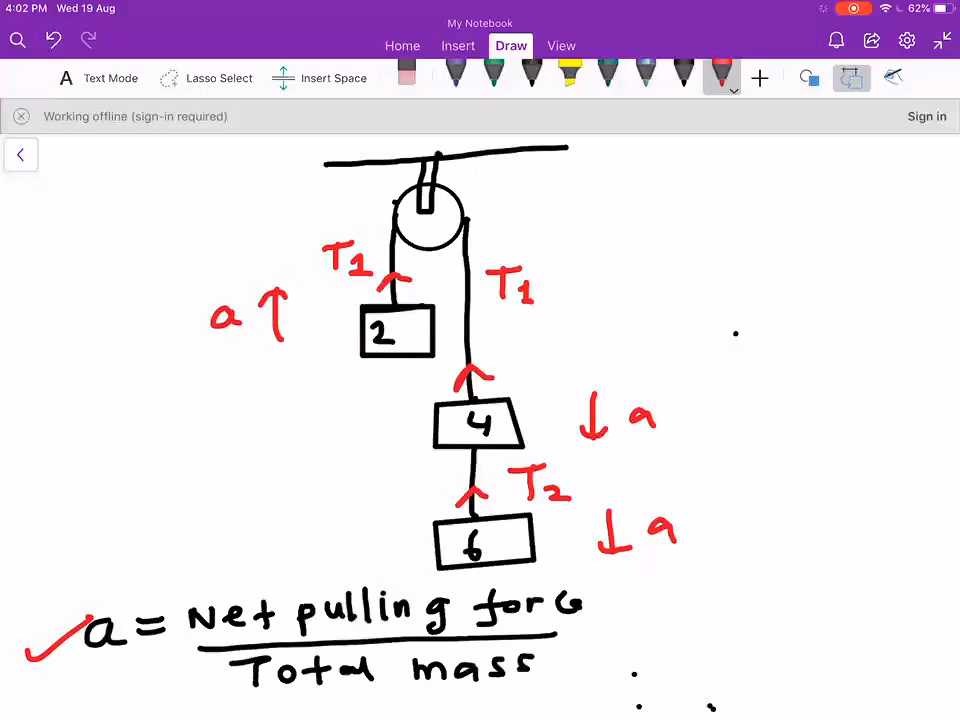 4:02 PM Wed 19 Aug
62%
My Notebook
Home Insert Draw View
A Text Mode Lasso Select Insert Space
Working offline (sign-in required) Sign in
T1
T1
a
2
4
a
T2
6
a
a = Net pulling force
Total mass